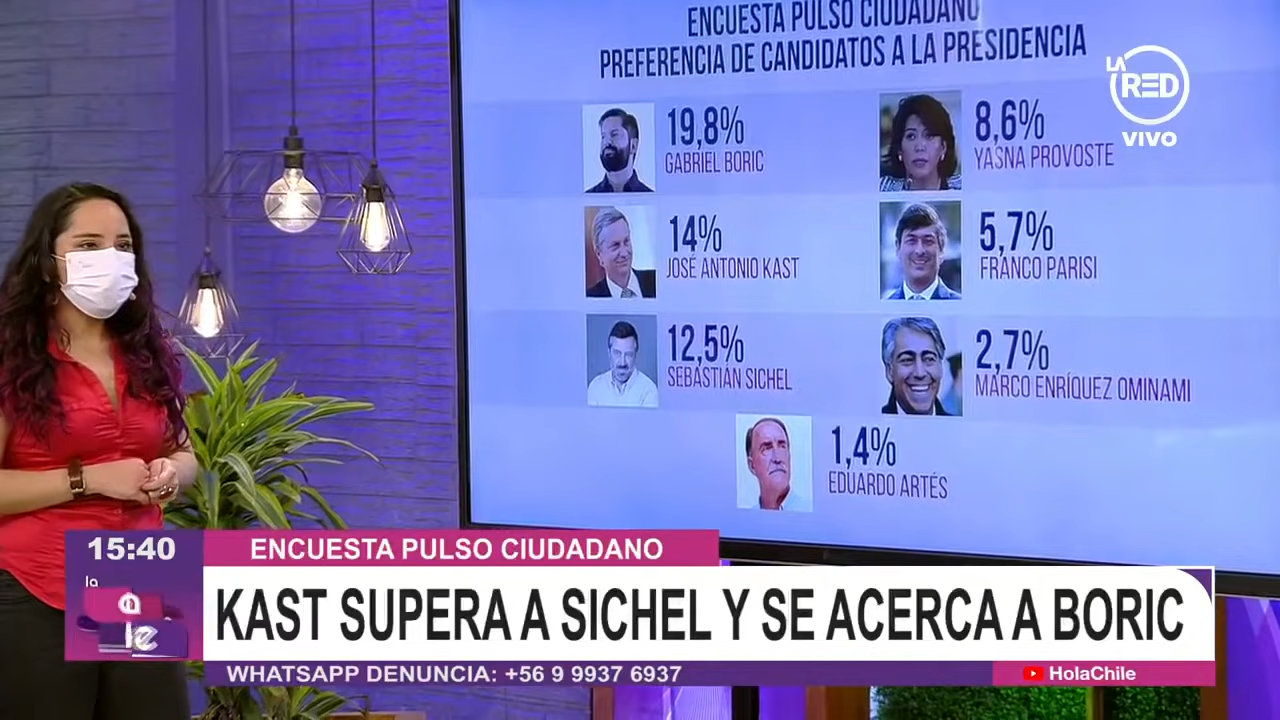 ENCUESTA PULSO CIUDADANO
PREFERENCIA DE CANDIDATOS A LA PRESIDENCIA
LA
RED
VIVO
19,8%
GABRIEL BORIC
8,6%
YASNA PROVOSTE
14%
JOSÉ ANTONIO KAST
5,7%
FRANCO PARISI
12,5%
SEBASTIÁN SICHEL
2,7%
MARCO ENRÍQUEZ OMINAMI
1,4%
EDUARDO ARTÉS
15:40
ENCUESTA PULSO CIUDADANO
la
KAST SUPERA A SICHEL Y SE ACERCA A BORIC
WHATSAPP DENUNCIA: +56 9 9937 6937
HolaChile